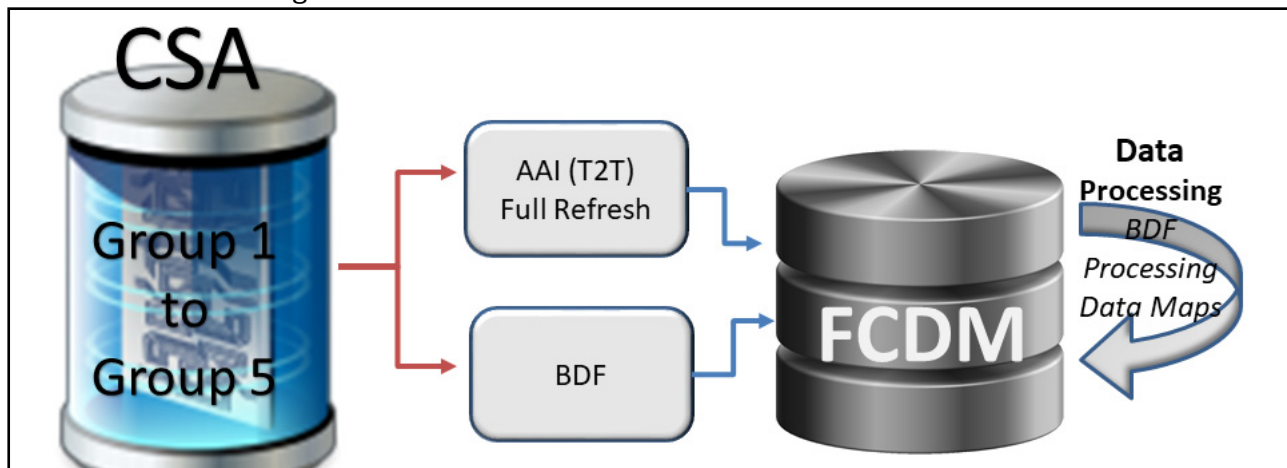 CSA
Group 1
to
Group 5
AAI (T2T)
Full Refresh
BDF
FCDM
Data
Processing
BDF
Processing
Data Maps